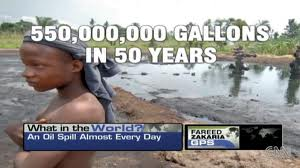 550,000,000 GALLONS
IN 50 YEARS
What in the World?
An Oil Spill Almost Every Day
FAREED
ZAKARIA
GPS
CNN